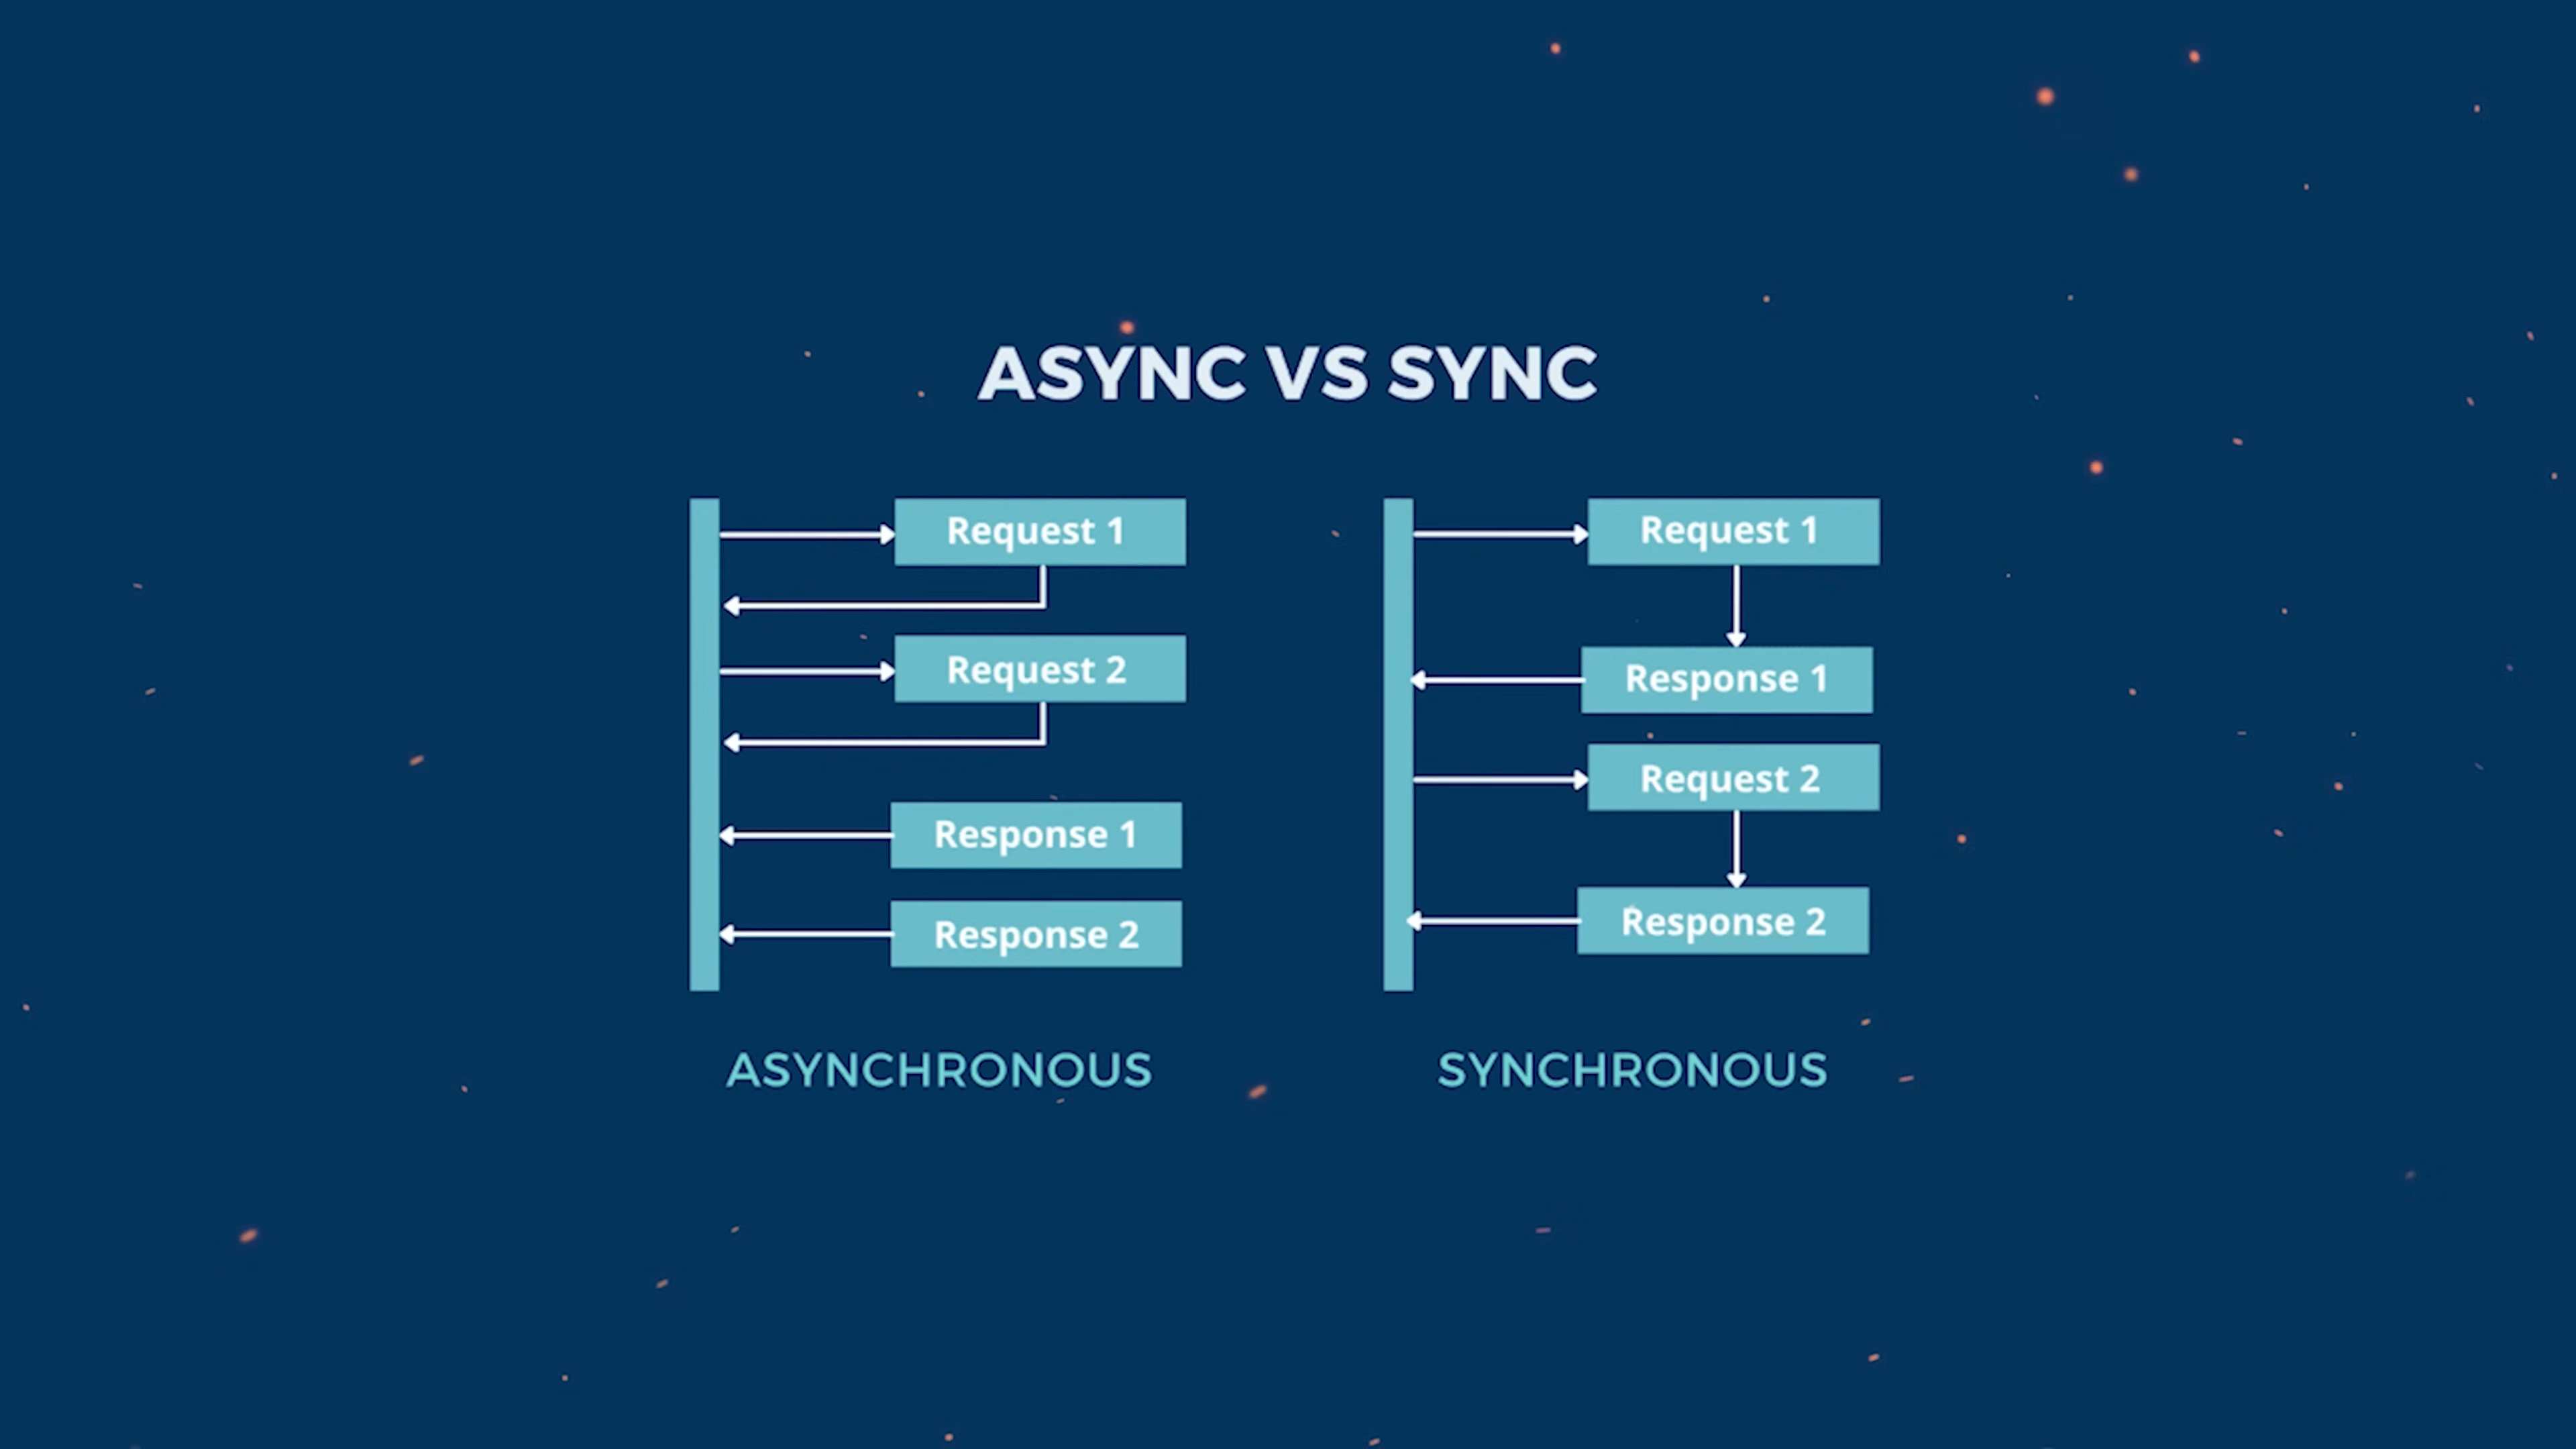 ASYNC VS SYNC
Request 1
Request 2
Response 1
Response 2
ASYNCHRONOUS
Request 1
Response 1
Request 2
Response 2
SYNCHRONOUS